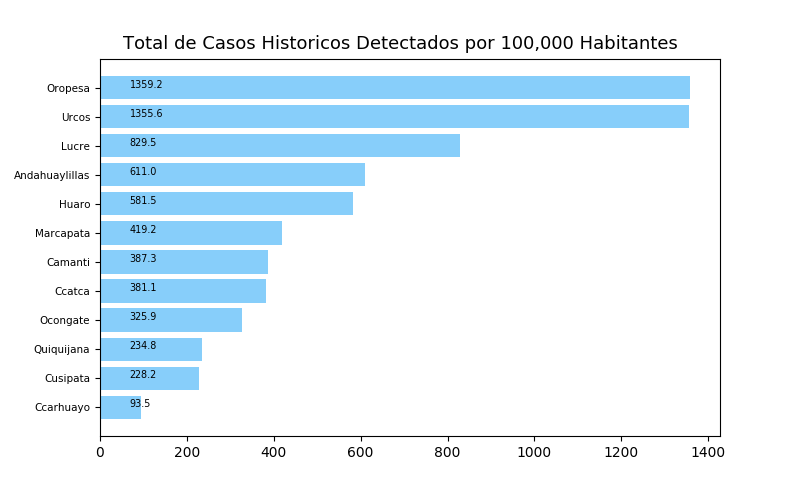 Total de Casos Historicos Detectados por 100,000 Habitantes
Oropesa 1359.2
Urcos 1355.6
Lucre 829.5
Andahuaylillas 611.0
Huaro 581.5
Marcapata 419.2
Camanti 387.3
Ccatca 381.1
Ocongate 325.9
Quiquijana 234.8
Cusipata 228.2
Ccarhuayo 93.5
0 200 400 600 800 1000 1200 1400